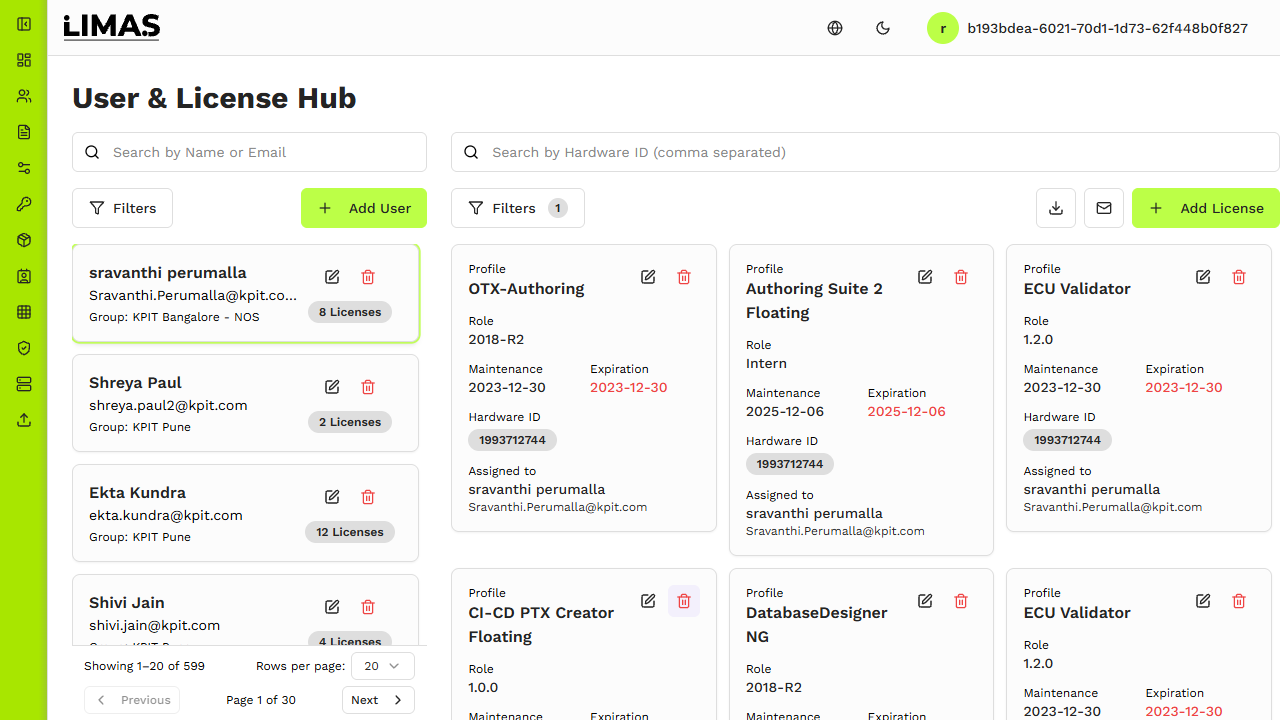 LIMAS
r
b193bdea-6021-70d1-1d73-62f448b0f827
User & License Hub
Search by Name or Email
Filters
Add User
sravanthi perumalla
Sravanthi.Perumalla@kpit.co...
Group: KPIT Bangalore - NOS
8 Licenses
Shreya Paul
shreya.paul2@kpit.com
Group: KPIT Pune
2 Licenses
Ekta Kundra
ekta.kundra@kpit.com
Group: KPIT Pune
12 Licenses
Shivi Jain
shivi.jain@kpit.com
Group: KPIT Pune
4 Licenses
Showing 1–20 of 599
Rows per page: 20
Previous
Page 1 of 30
Next
Search by Hardware ID (comma separated)
Filters 1
Add License
Profile
OTX-Authoring
Role
2018-R2
Maintenance Expiration
2023-12-30 2023-12-30
Hardware ID
1993712744
Assigned to
sravanthi perumalla
Sravanthi.Perumalla@kpit.com
Profile
Authoring Suite 2
Floating
Role
Intern
Maintenance Expiration
2025-12-06 2025-12-06
Hardware ID
1993712744
Assigned to
sravanthi perumalla
Sravanthi.Perumalla@kpit.com
Profile
ECU Validator
Role
1.2.0
Maintenance Expiration
2023-12-30 2023-12-30
Hardware ID
1993712744
Assigned to
sravanthi perumalla
Sravanthi.Perumalla@kpit.com
Profile
CI-CD PTX Creator
Floating
Role
1.0.0
Maintenance Expiration
Profile
DatabaseDesigner
NG
Role
2018-R2
Maintenance Expiration
Profile
ECU Validator
Role
1.2.0
Maintenance Expiration
2023-12-30 2023-12-30